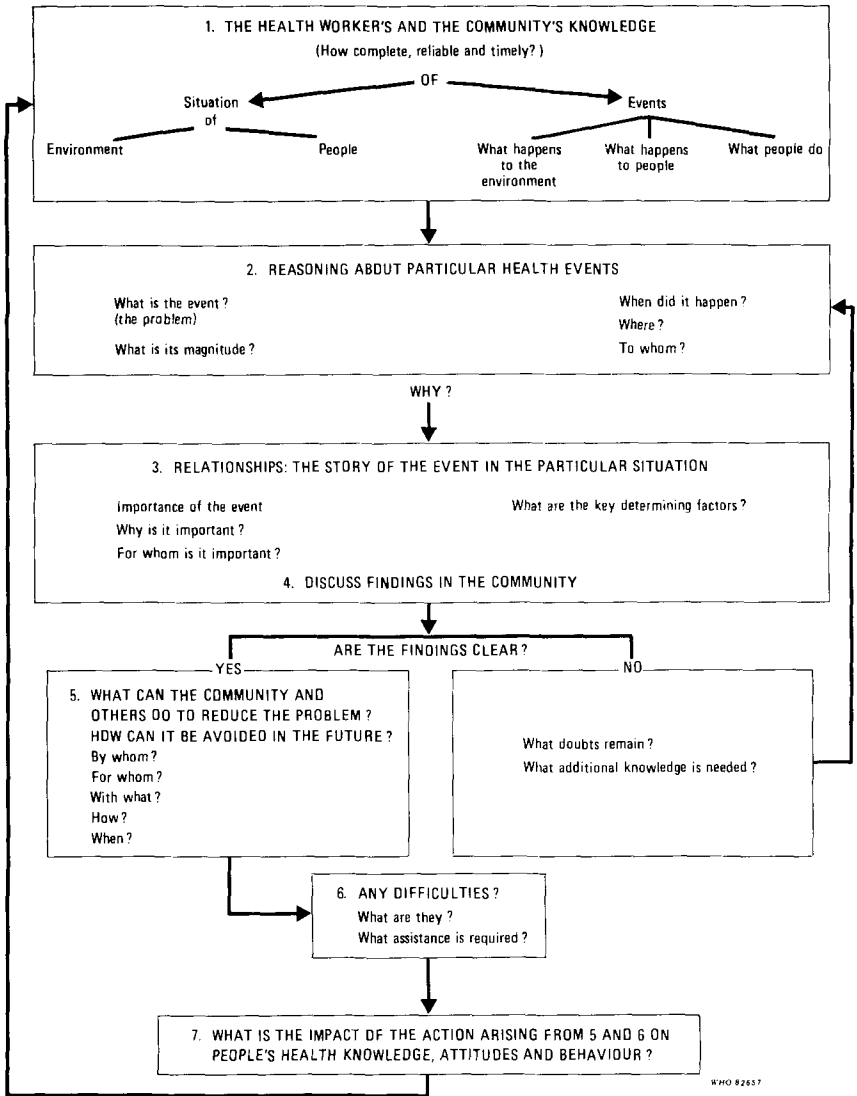 1. THE HEALTH WORKER'S AND THE COMMUNITY'S KNOWLEDGE
(How complete, reliable and timely?)
OF
Situation
of
Events
Environment
People
What happens
to the
environment
What happens
to people
What people do
2. REASONING ABOUT PARTICULAR HEALTH EVENTS
What is the event?
(the problem)
What is its magnitude?
When did it happen?
Where?
To whom?
WHY?
3. RELATIONSHIPS: THE STORY OF THE EVENT IN THE PARTICULAR SITUATION
Importance of the event
Why is it important?
For whom is it important?
What are the key determining factors?
4. DISCUSS FINDINGS IN THE COMMUNITY
ARE THE FINDINGS CLEAR?
YES
NO
5. WHAT CAN THE COMMUNITY AND
OTHERS DO TO REDUCE THE PROBLEM?
HOW CAN IT BE AVOIDED IN THE FUTURE?
By whom?
For whom?
With what?
How?
When?
What doubts remain?
What additional knowledge is needed?
6. ANY DIFFICULTIES?
What are they?
What assistance is required?
7. WHAT IS THE IMPACT OF THE ACTION ARISING FROM 5 AND 6 ON
PEOPLE'S HEALTH KNOWLEDGE, ATTITUDES AND BEHAVIOUR?
WHO 82657